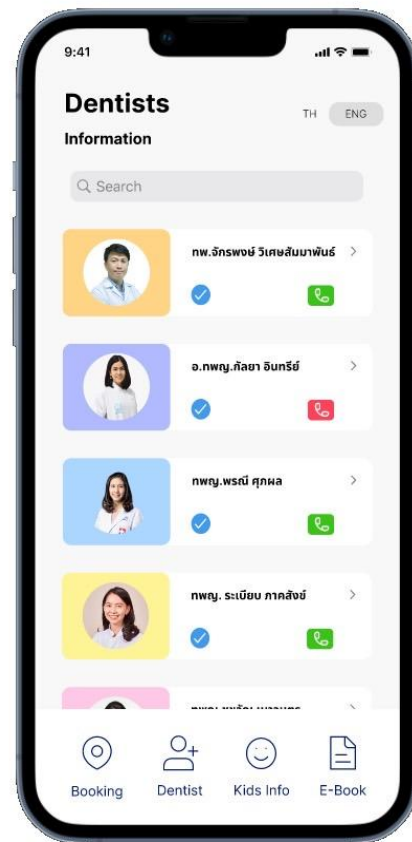 9:41
Dentists
TH ENG
Information
Search
ทพ.จักรพงษ์ วิเศษสัมมาพันธ์
อ.ทพญ.กัลยา อินทรีย์
ทพญ.พรณี ศุภผล
ทพญ. ระเบียบ ภาคสังข์
Booking Dentist Kids Info E-Book